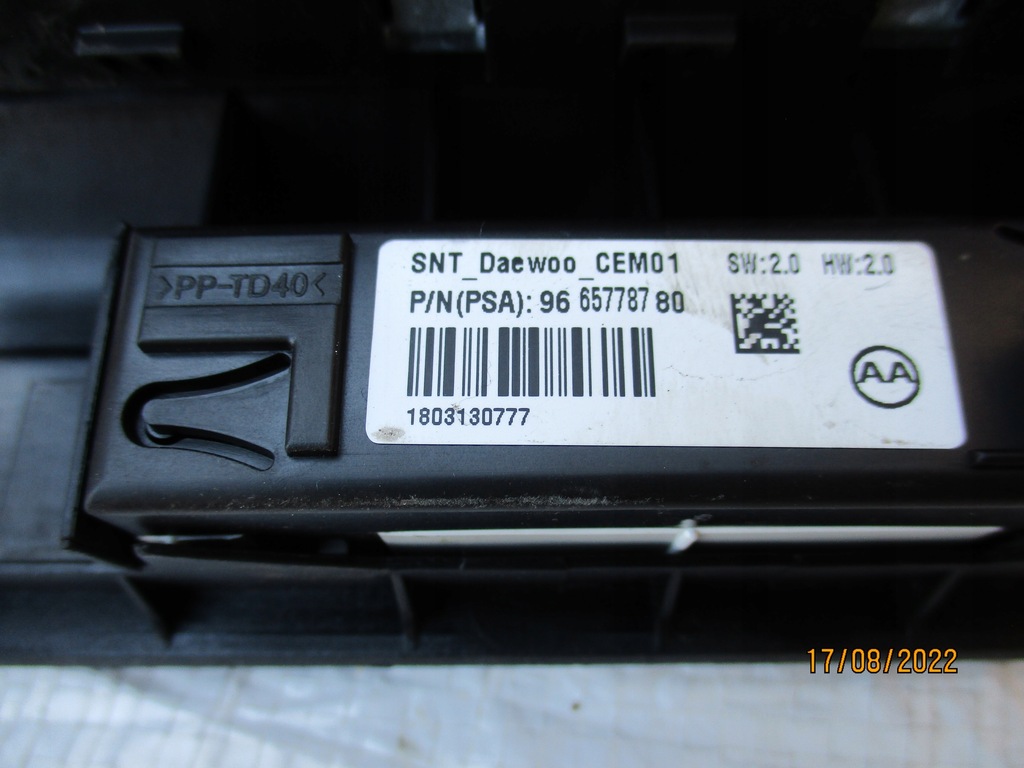 >PP-TD40<
SNT_Daewoo_CEM01 SW:2.0 HW:2.0
P/N(PSA): 96 657787 80
AA
1803130777
17/08/2022